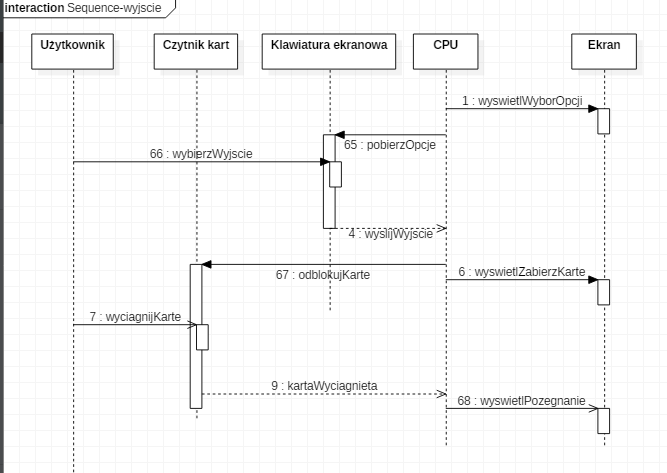 interaction Sequence-wyjscie
Użytkownik
Czytnik kart
Klawiatura ekranowa
CPU
Ekran
1 : wyswietlWyborOpcji
65 : pobierzOpcje
66 : wybierzWyjscie
4 : wyslijWyjscie
67 : odblokujKarte
6 : wyswietlZabierzKarte
7 : wyciagnijKarte
9 : kartaWyciagnieta
68 : wyswietlPozegnanie